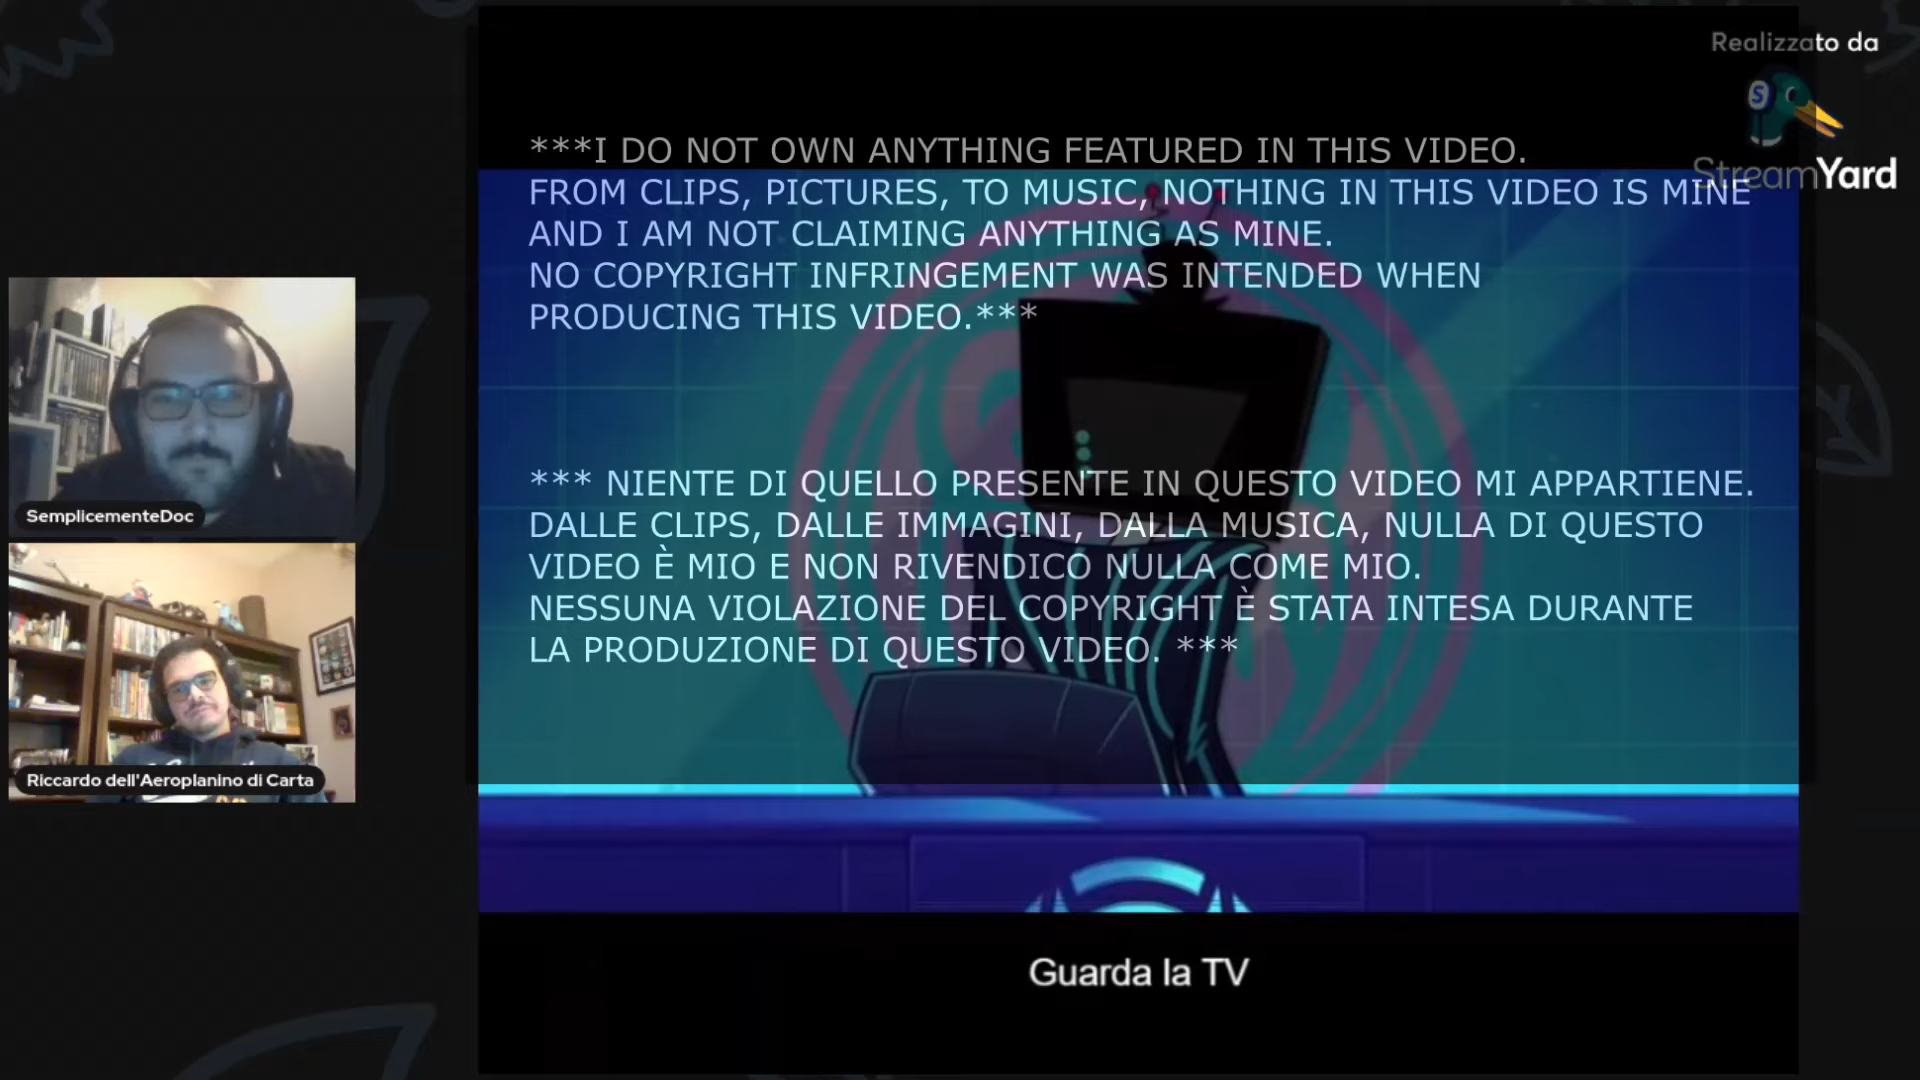 Realizzato da
StreamYard
***I DO NOT OWN ANYTHING FEATURED IN THIS VIDEO.
FROM CLIPS, PICTURES, TO MUSIC, NOTHING IN THIS VIDEO IS MINE
AND I AM NOT CLAIMING ANYTHING AS MINE.
NO COPYRIGHT INFRINGEMENT WAS INTENDED WHEN
PRODUCING THIS VIDEO.***
*** NIENTE DI QUELLO PRESENTE IN QUESTO VIDEO MI APPARTIENE.
DALLE CLIPS, DALLE IMMAGINI, DALLA MUSICA, NULLA DI QUESTO
VIDEO È MIO E NON RIVENDICO NULLA COME MIO.
NESSUNA VIOLAZIONE DEL COPYRIGHT È STATA INTESA DURANTE
LA PRODUZIONE DI QUESTO VIDEO. ***
SemplicementeDoc
Riccardo dell'Aeroplanino di Carta
Guarda la TV